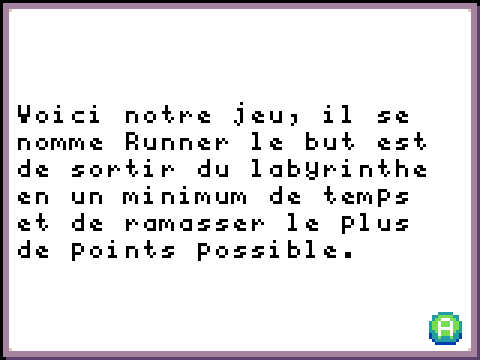 Voici notre jeu, il se
nomme Runner le but est
de sortir du labyrinthe
en un minimum de temps
et de ramasser le plus
de points possible.
A